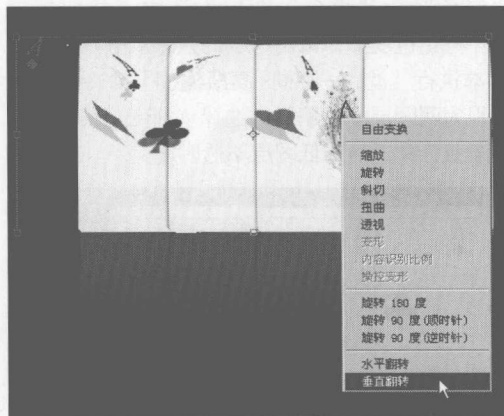 自由变换
缩放
旋转
斜切
扭曲
透视
变形
内容识别比例
操控变形
旋转 180 度
旋转 90 度(顺时针)
旋转 90 度(逆时针)
水平翻转
垂直翻转